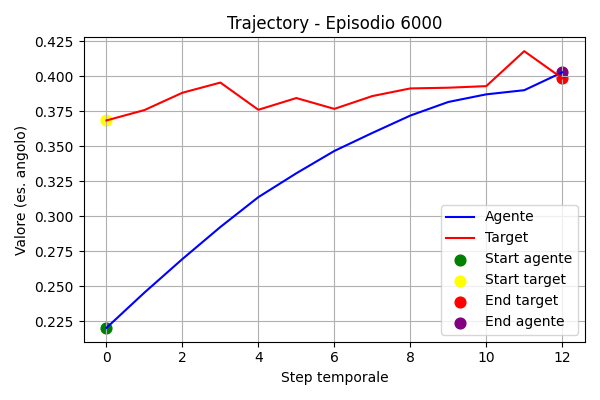 Trajectory - Episodio 6000
Valore (es. angolo)
0.425
0.400
0.375
0.350
0.325
0.300
0.275
0.250
0.225
0 2 4 6 8 10 12
Step temporale
Agente
Target
Start agente
Start target
End target
End agente